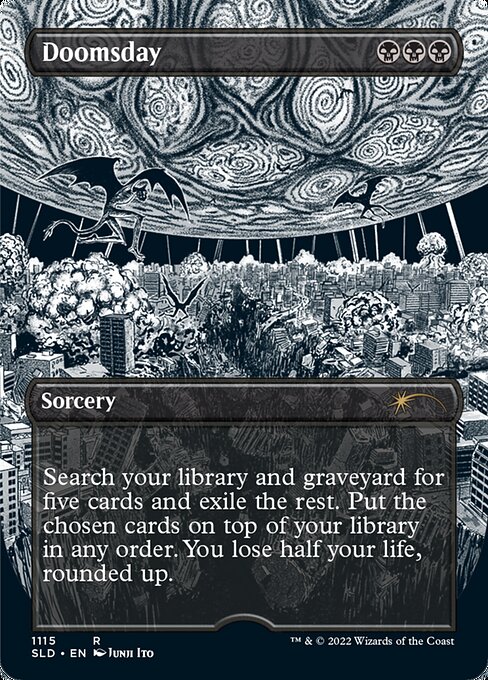 Doomsday
Sorcery
Search your library and graveyard for
five cards and exile the rest. Put the
chosen cards on top of your library
in any order. You lose half your life,
rounded up.
1115 R
SLD • EN Junji Ito
™ & © 2022 Wizards of the Coast